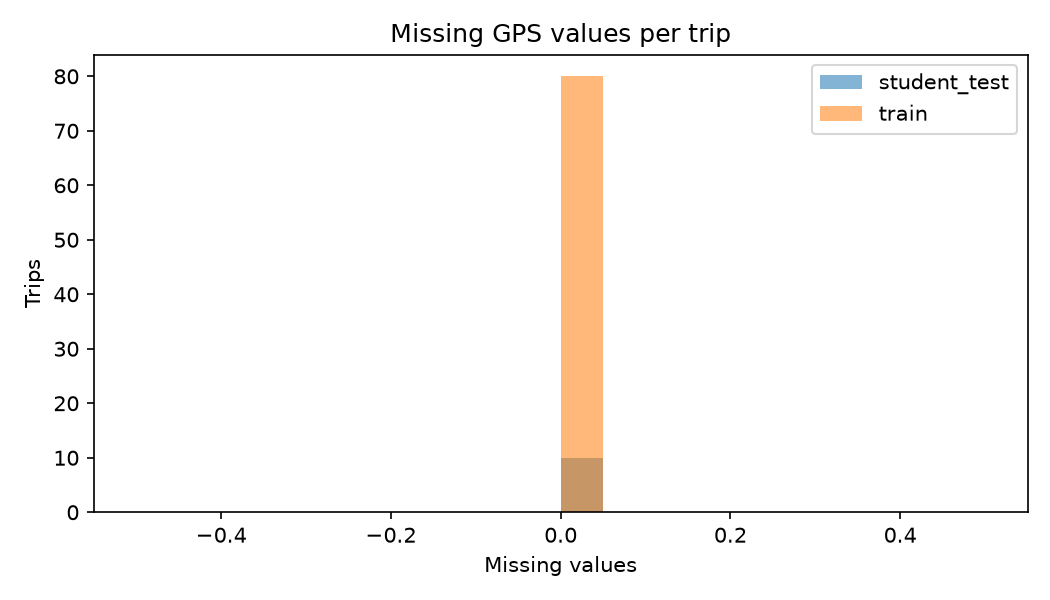 Missing GPS values per trip
student_test
train
80
70
60
50
40
30
20
10
0
Trips
−0.4 −0.2 0.0 0.2 0.4
Missing values